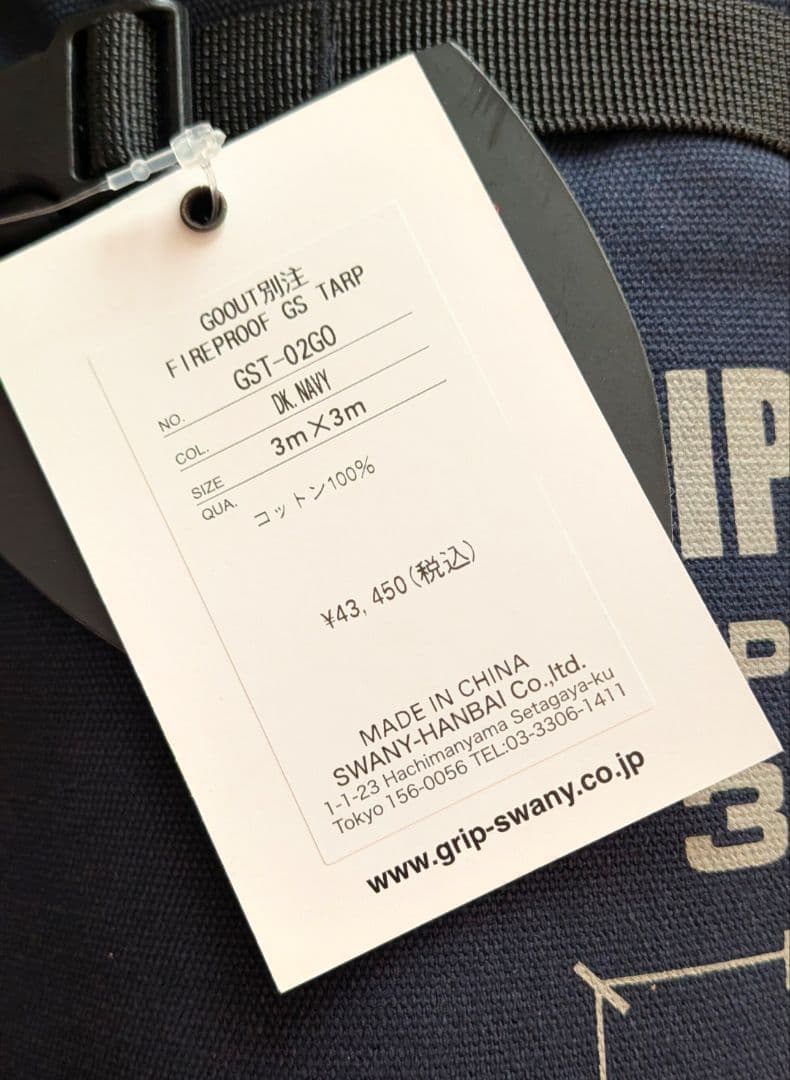 GOOUT別注
FIREPROOF GS TARP
NO. GST-02GO
COL. DK.NAVY
SIZE 3m×3m
QUA. コットン100%
¥43,450(税込)
MADE IN CHINA
SWANY-HANBAI Co.,ltd.
1-1-23 Hachimanyama Setagaya-ku
Tokyo 156-0056 TEL:03-3306-1411
www.grip-swany.co.jp
IP
3